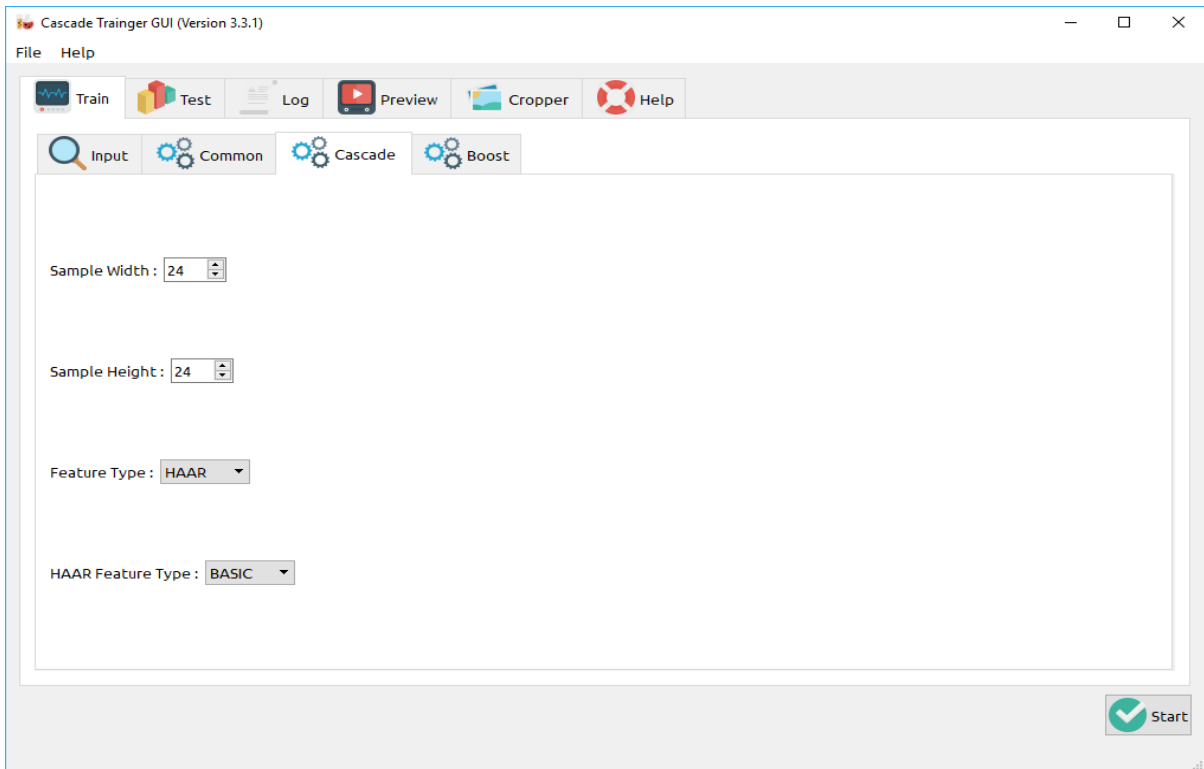 Cascade Trainger GUI (Version 3.3.1)
File Help
Train Test Log Preview Cropper Help
Input Common Cascade Boost
Sample Width : 24
Sample Height : 24
Feature Type : HAAR
HAAR Feature Type : BASIC
Start